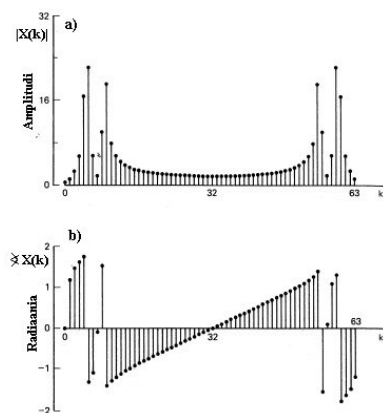 a)
|X(k)|
Amplitudi
32
16
0
0
32
63
k
b)
∢ X(k)
Radiaania
2
1
0
−1
−2
0
32
63
k